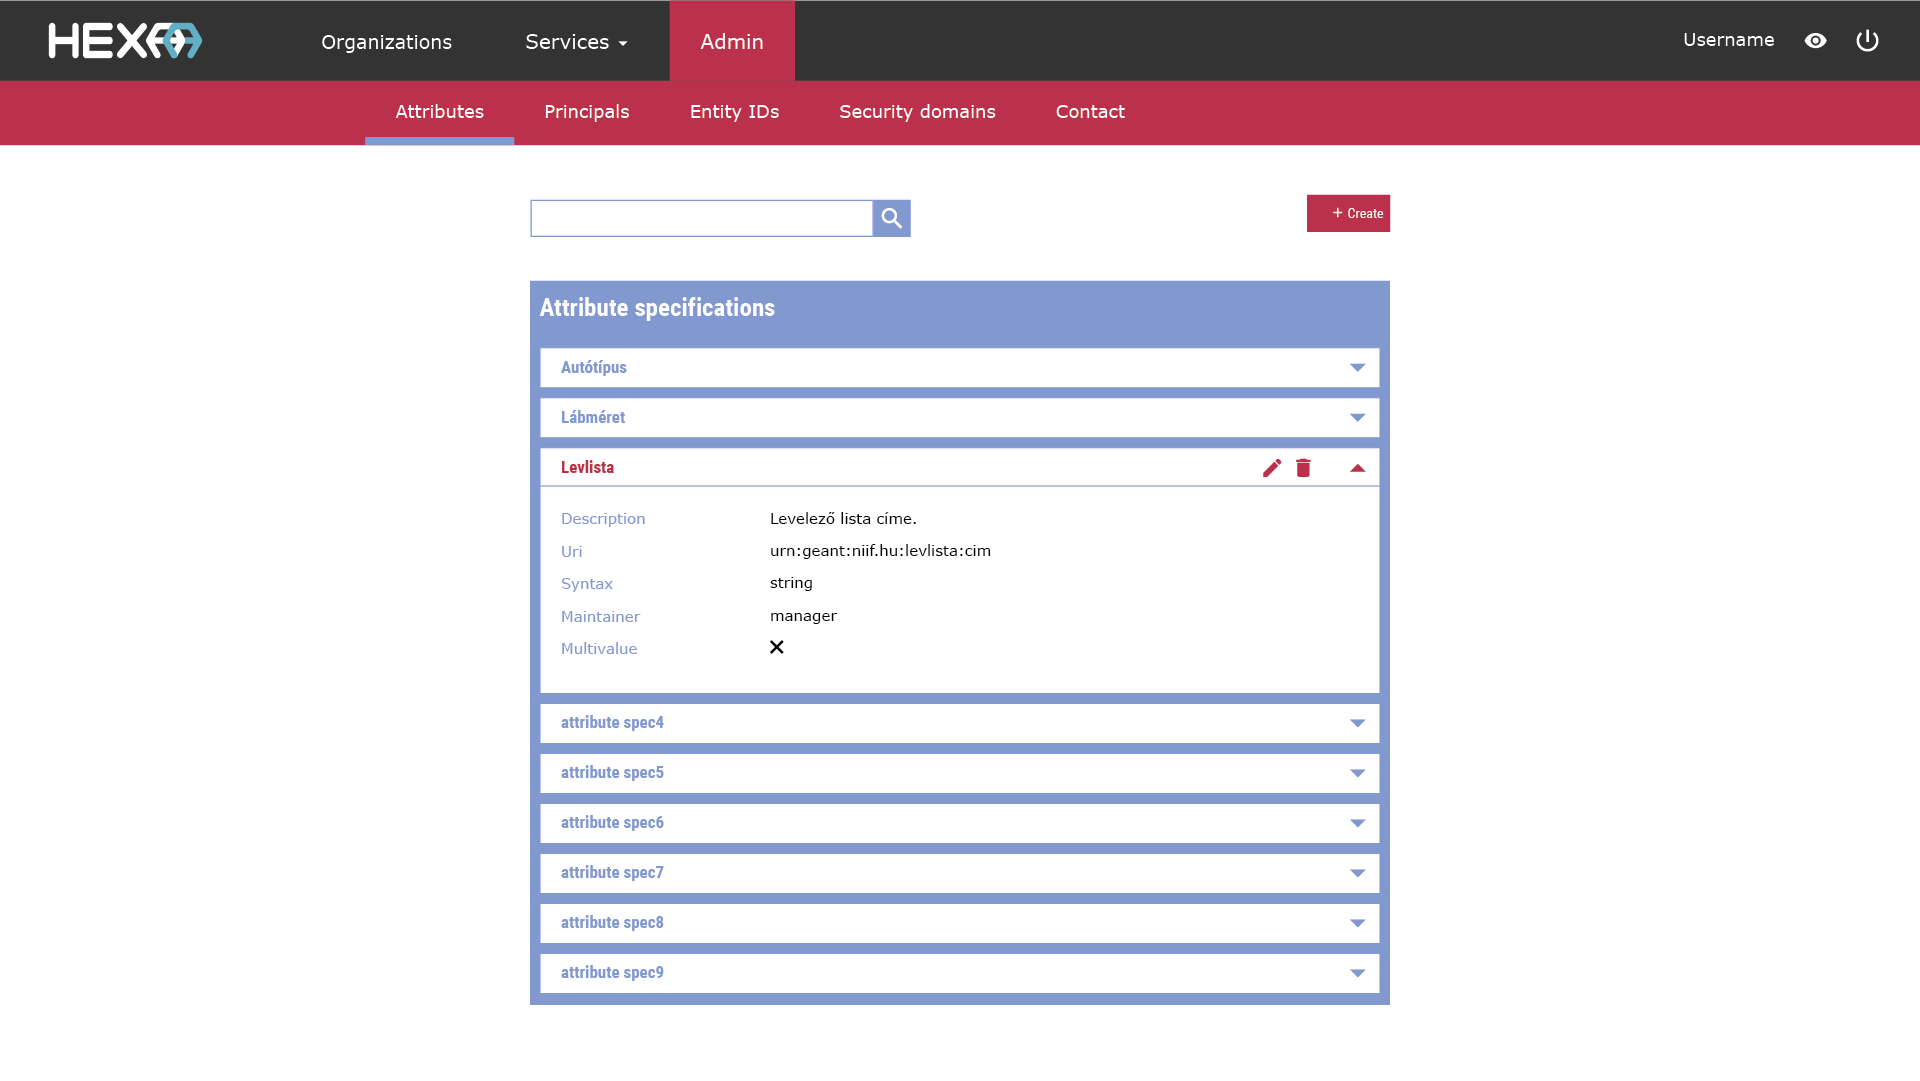 HEXAA
Organizations
Services
Admin
Username
Attributes
Principals
Entity IDs
Security domains
Contact
+ Create
Attribute specifications
Autótípus
Lábméret
Levlista
Description Levelező lista címe.
Uri urn:geant:niif.hu:levlista:cim
Syntax string
Maintainer manager
Multivalue
attribute spec4
attribute spec5
attribute spec6
attribute spec7
attribute spec8
attribute spec9